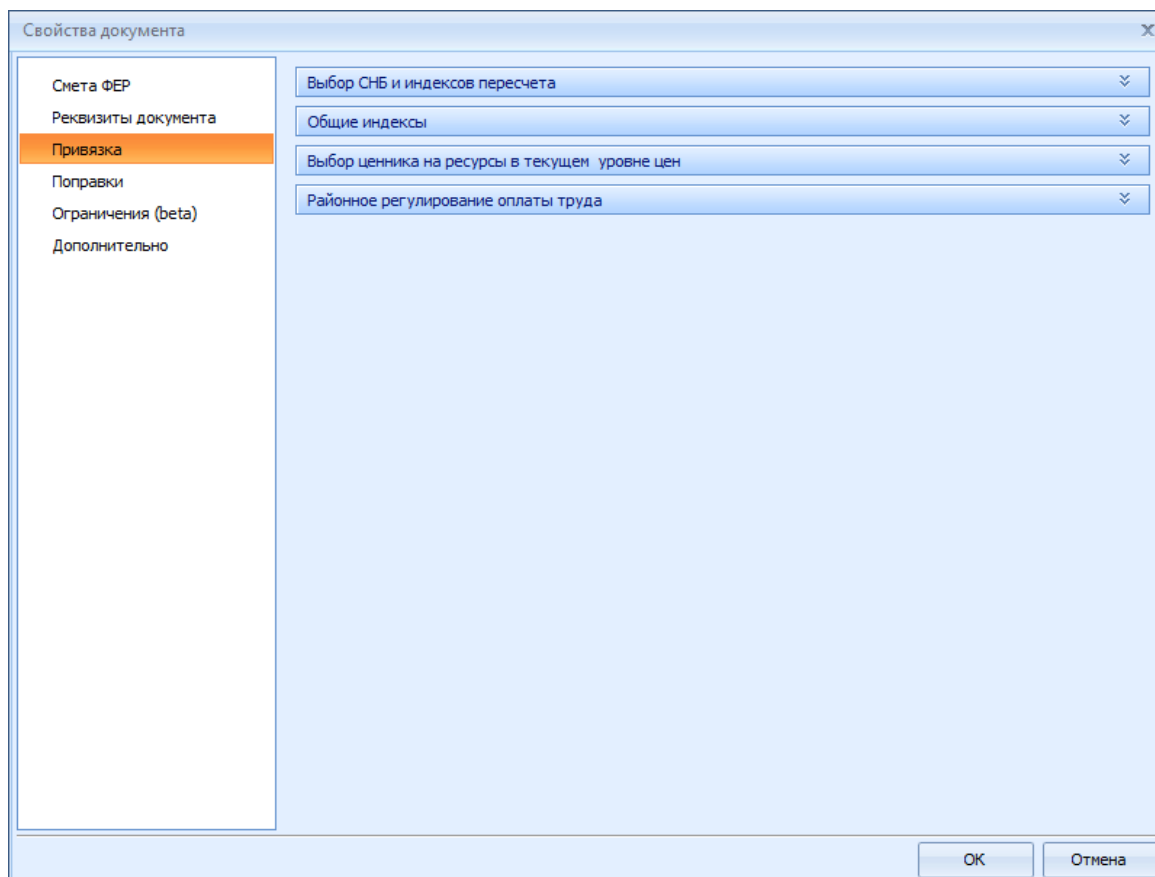 Свойства документа
Смета ФЕР
Реквизиты документа
Привязка
Поправки
Ограничения (beta)
Дополнительно
Выбор СНБ и индексов пересчета
Общие индексы
Выбор ценника на ресурсы в текущем уровне цен
Районное регулирование оплаты труда
ОК
Отмена